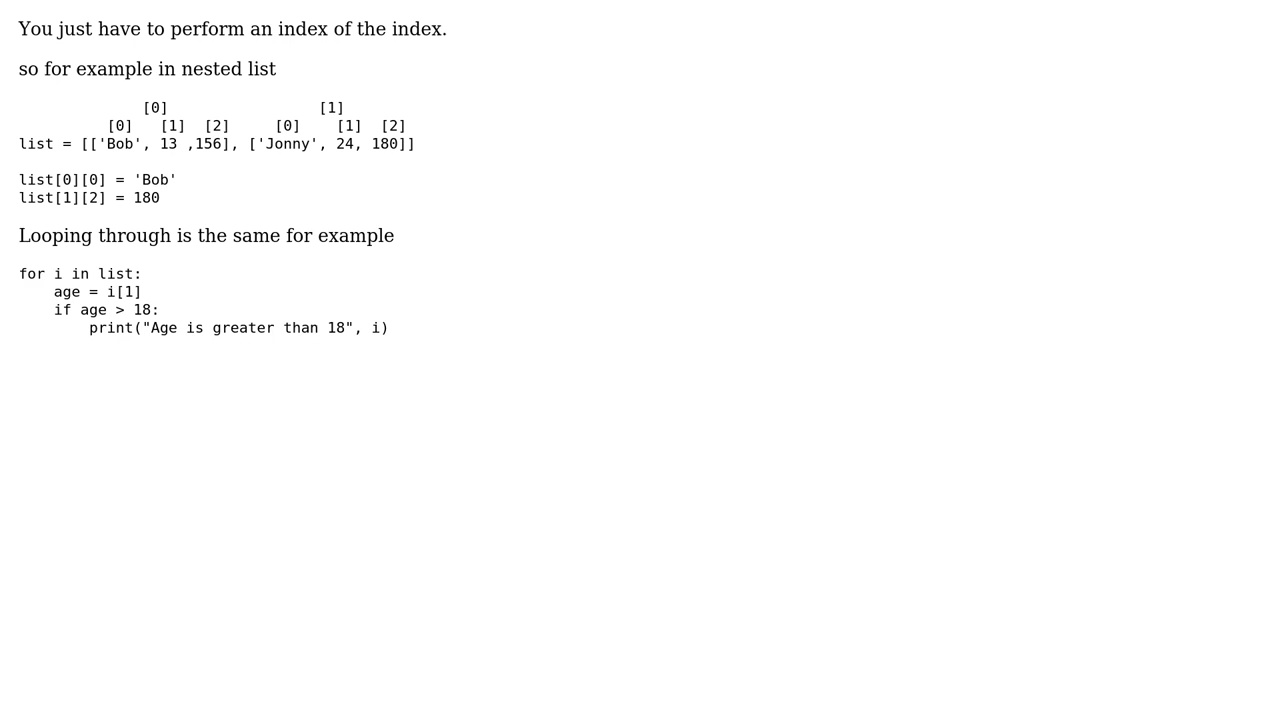 You just have to perform an index of the index.
so for example in nested list
              [0]                 [1]
          [0]   [1]  [2]     [0]    [1]  [2]
list = [['Bob', 13 ,156], ['Jonny', 24, 180]]
list[0][0] = 'Bob'
list[1][2] = 180
Looping through is the same for example
for i in list:
    age = i[1]
    if age > 18:
        print("Age is greater than 18", i)